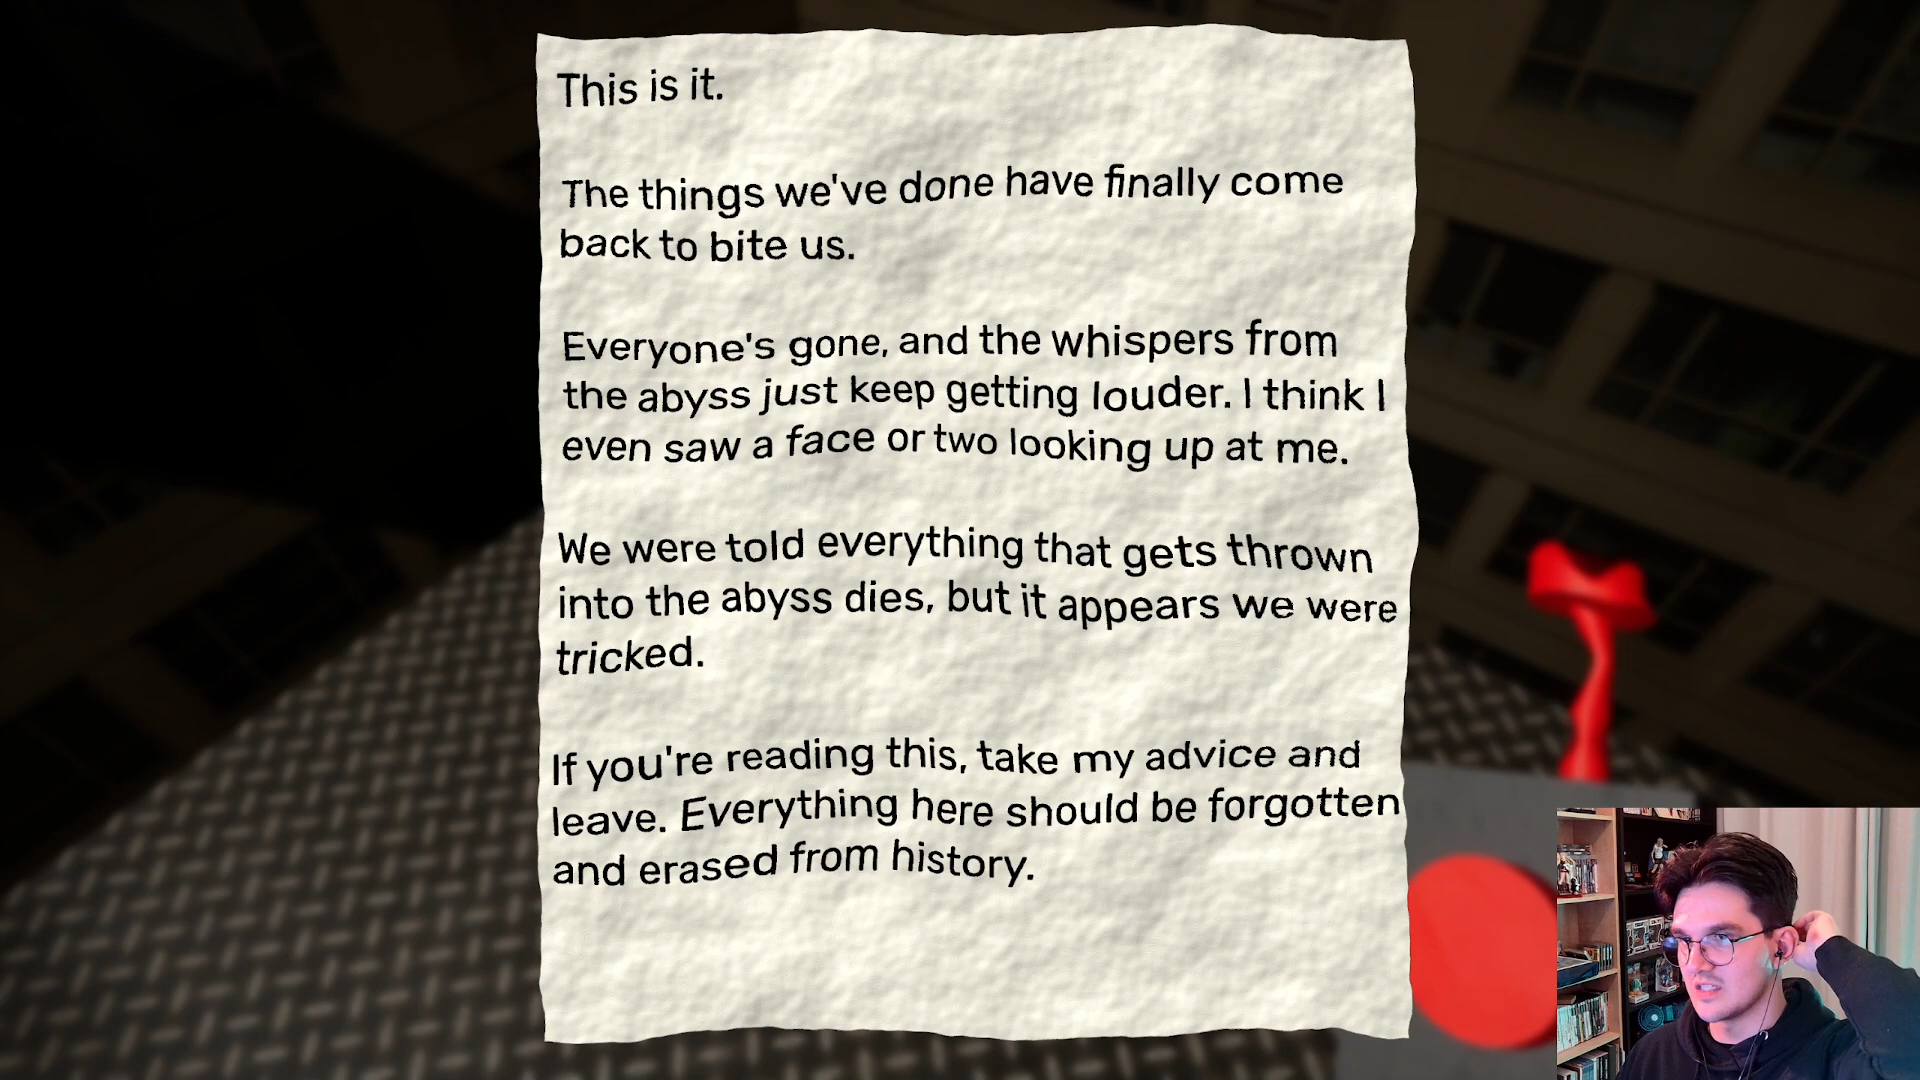 This is it.
The things we've done have finally come
back to bite us.
Everyone's gone, and the whispers from
the abyss just keep getting louder. I think I
even saw a face or two looking up at me.
We were told everything that gets thrown
into the abyss dies, but it appears we were
tricked.
If you're reading this, take my advice and
leave. Everything here should be forgotten
and erased from history.